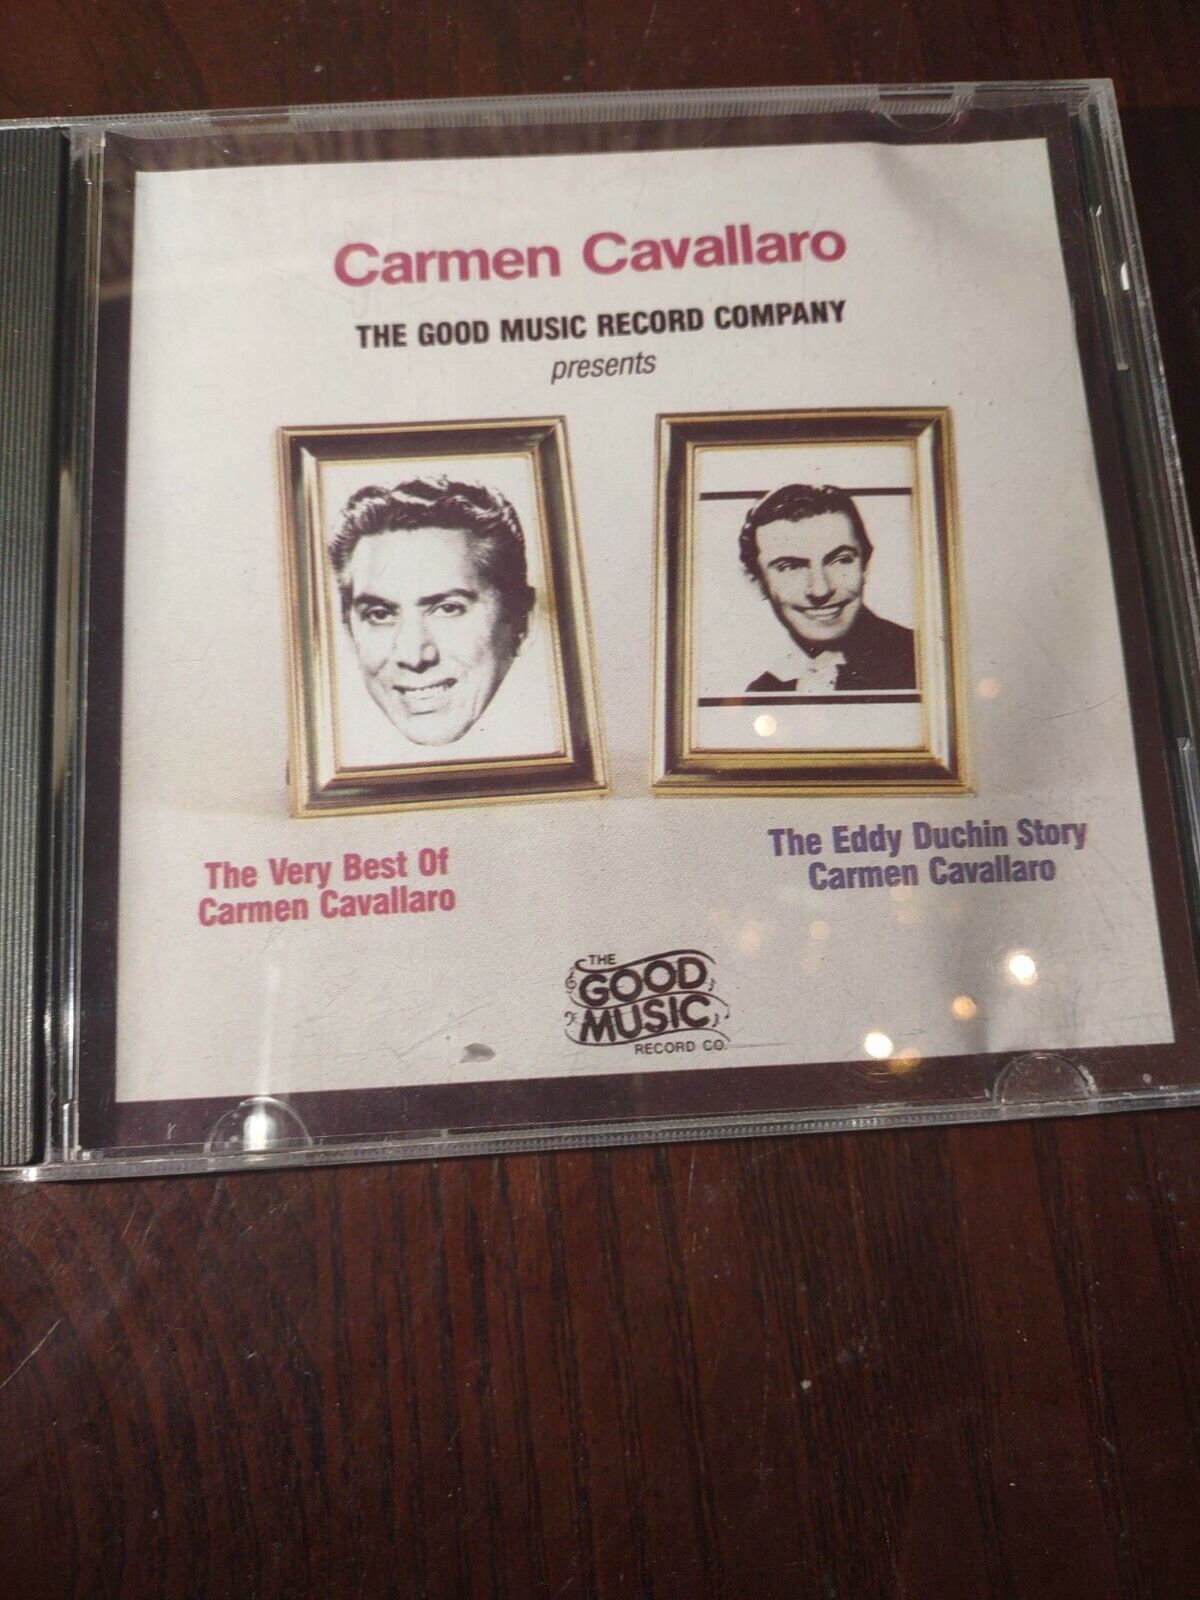 Carmen Cavallaro
THE GOOD MUSIC RECORD COMPANY
presents
The Very Best Of
Carmen Cavallaro
The Eddy Duchin Story
Carmen Cavallaro
THE
GOOD
MUSIC
RECORD CO.